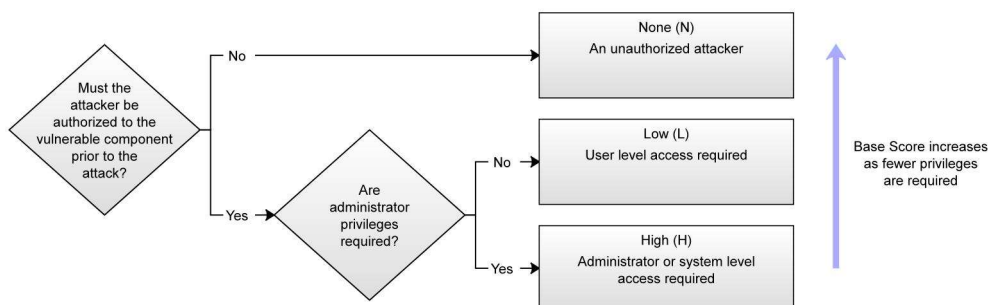 Must the
attacker be
authorized to the
vulnerable component
prior to the
attack?
No
None (N)
An unauthorized attacker
Yes
Are
administrator
privileges
required?
No
Low (L)
User level access required
Yes
High (H)
Administrator or system level
access required
Base Score increases
as fewer privileges
are required